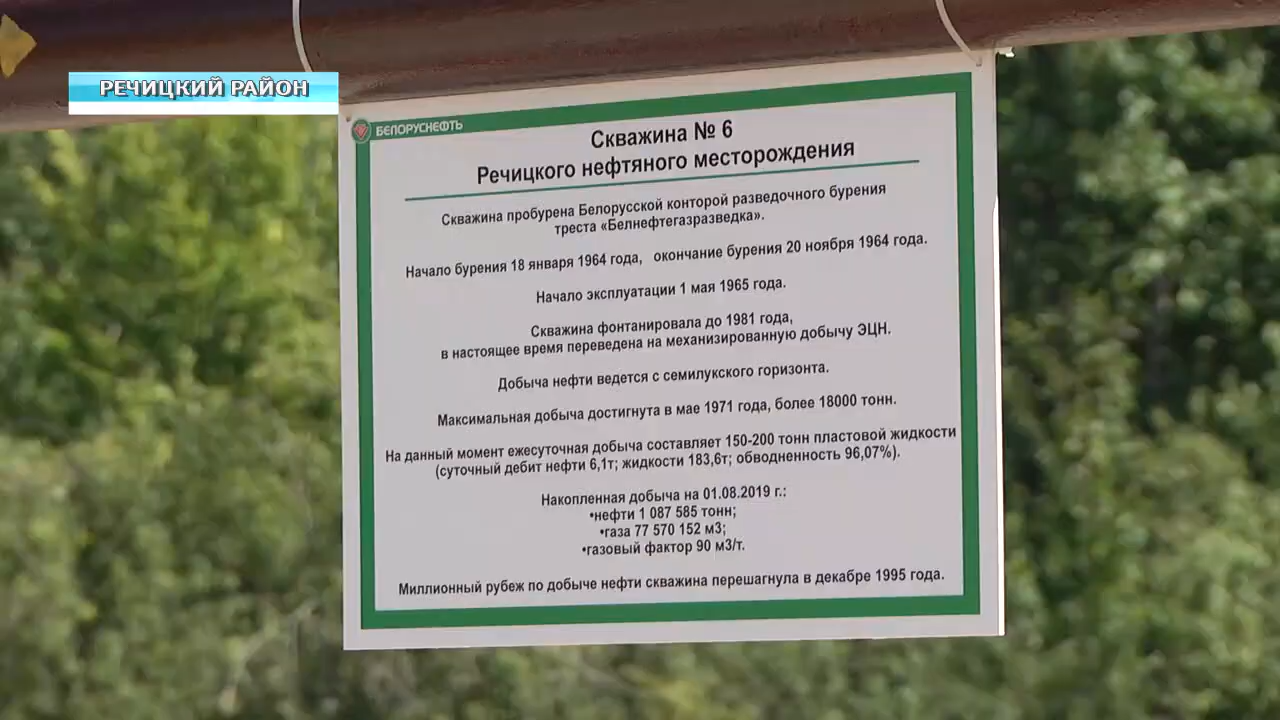 РЕЧИЦКИЙ РАЙОН
БЕЛОРУСНЕФТЬ
Скважина № 6
Речицкого нефтяного месторождения
Скважина пробурена Белорусской конторой разведочного бурения
треста «Белнефтегазразведка».
Начало бурения 18 января 1964 года, окончание бурения 20 ноября 1964 года.
Начало эксплуатации 1 мая 1965 года.
Скважина фонтанировала до 1981 года,
в настоящее время переведена на механизированную добычу ЭЦН.
Добыча нефти ведется с семилукского горизонта.
Максимальная добыча достигнута в мае 1971 года, более 18000 тонн.
На данный момент ежесуточная добыча составляет 150-200 тонн пластовой жидкости
(суточный дебит нефти 6,1т; жидкости 183,6т; обводненность 96,07%).
Накопленная добыча на 01.08.2019 г.:
•нефти 1 087 585 тонн;
•газа 77 570 152 м3;
•газовый фактор 90 м3/т.
Миллионный рубеж по добыче нефти скважина перешагнула в декабре 1995 года.